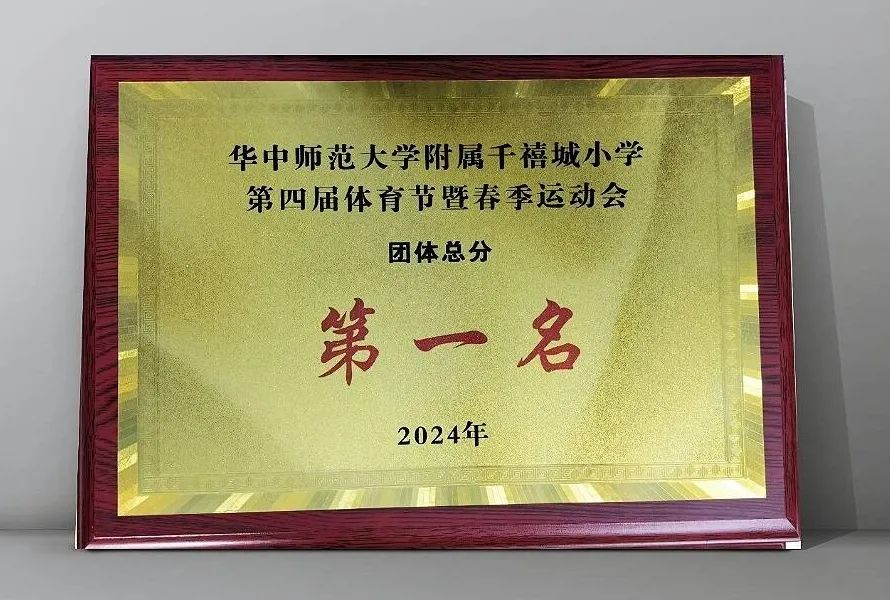 华中师范大学附属千禧城小学
第四届体育节暨春季运动会
团体总分
第一名
2024年